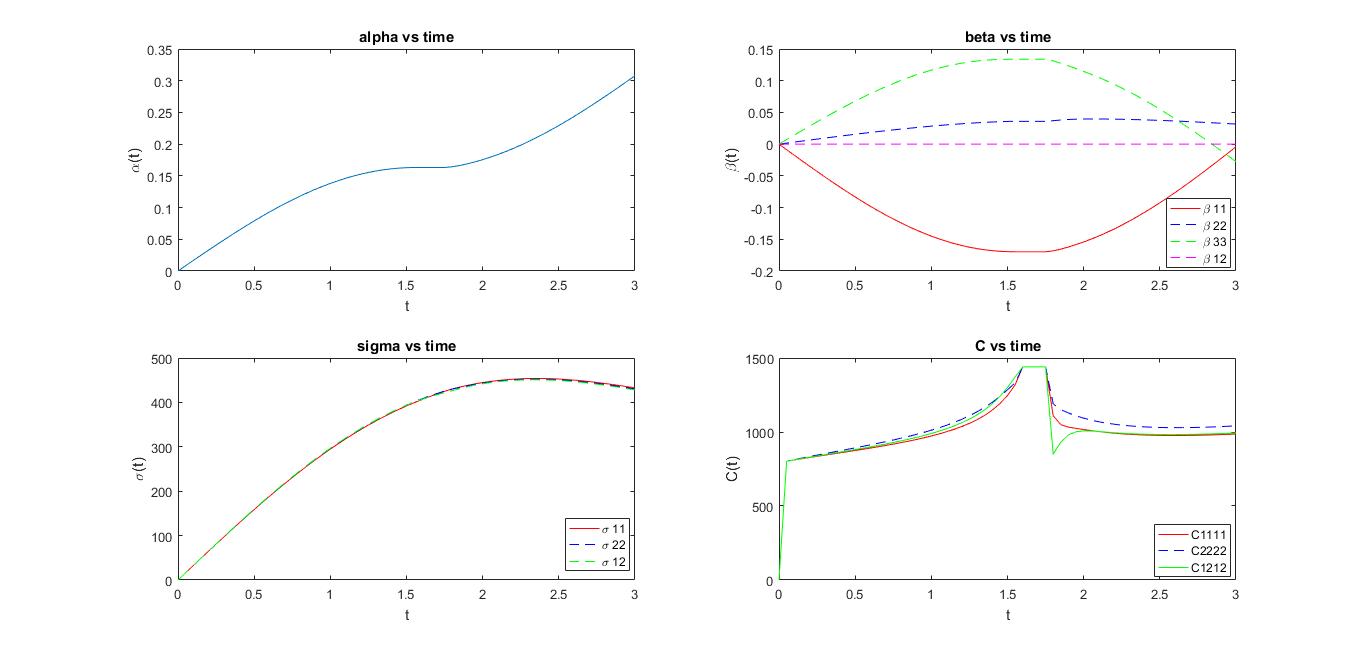 alpha vs time
0.35
0.3
0.25
0.2
0.15
0.1
0.05
0
α(t)
0 0.5 1 1.5 2 2.5 3
t
beta vs time
0.15
0.1
0.05
0
-0.05
-0.1
-0.15
-0.2
β(t)
β 11
β 22
β 33
β 12
0 0.5 1 1.5 2 2.5 3
t
sigma vs time
500
400
300
200
100
0
σ(t)
σ 11
σ 22
σ 12
0 0.5 1 1.5 2 2.5 3
t
C vs time
1500
1000
500
0
C(t)
C1111
C2222
C1212
0 0.5 1 1.5 2 2.5 3
t